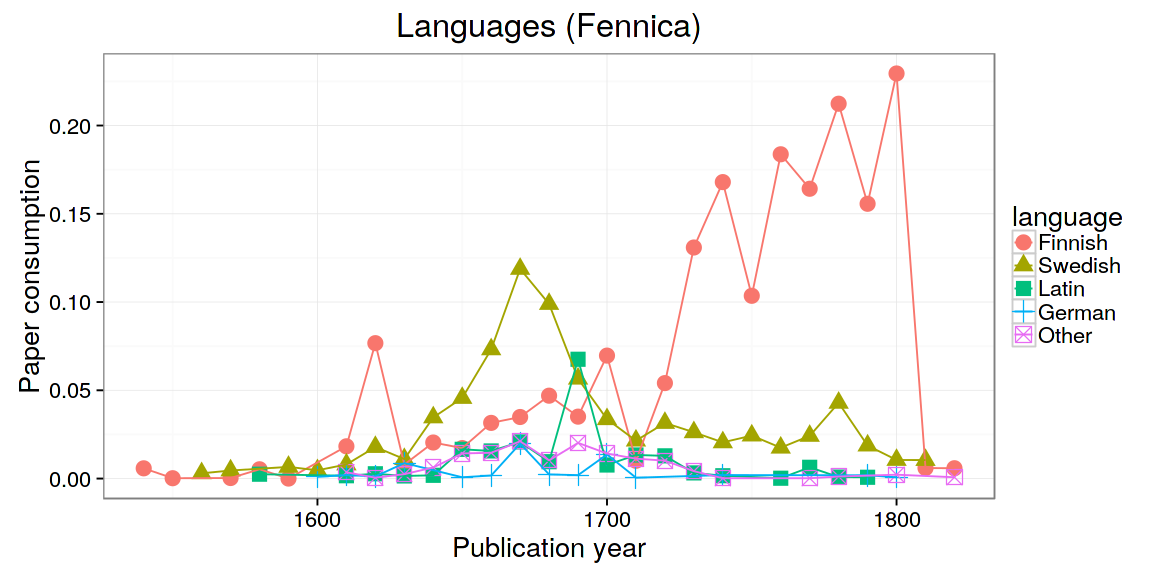 Languages (Fennica)
Paper consumption
0.20
0.15
0.10
0.05
0.00
1600
1700
1800
Publication year
language
Finnish
Swedish
Latin
German
Other